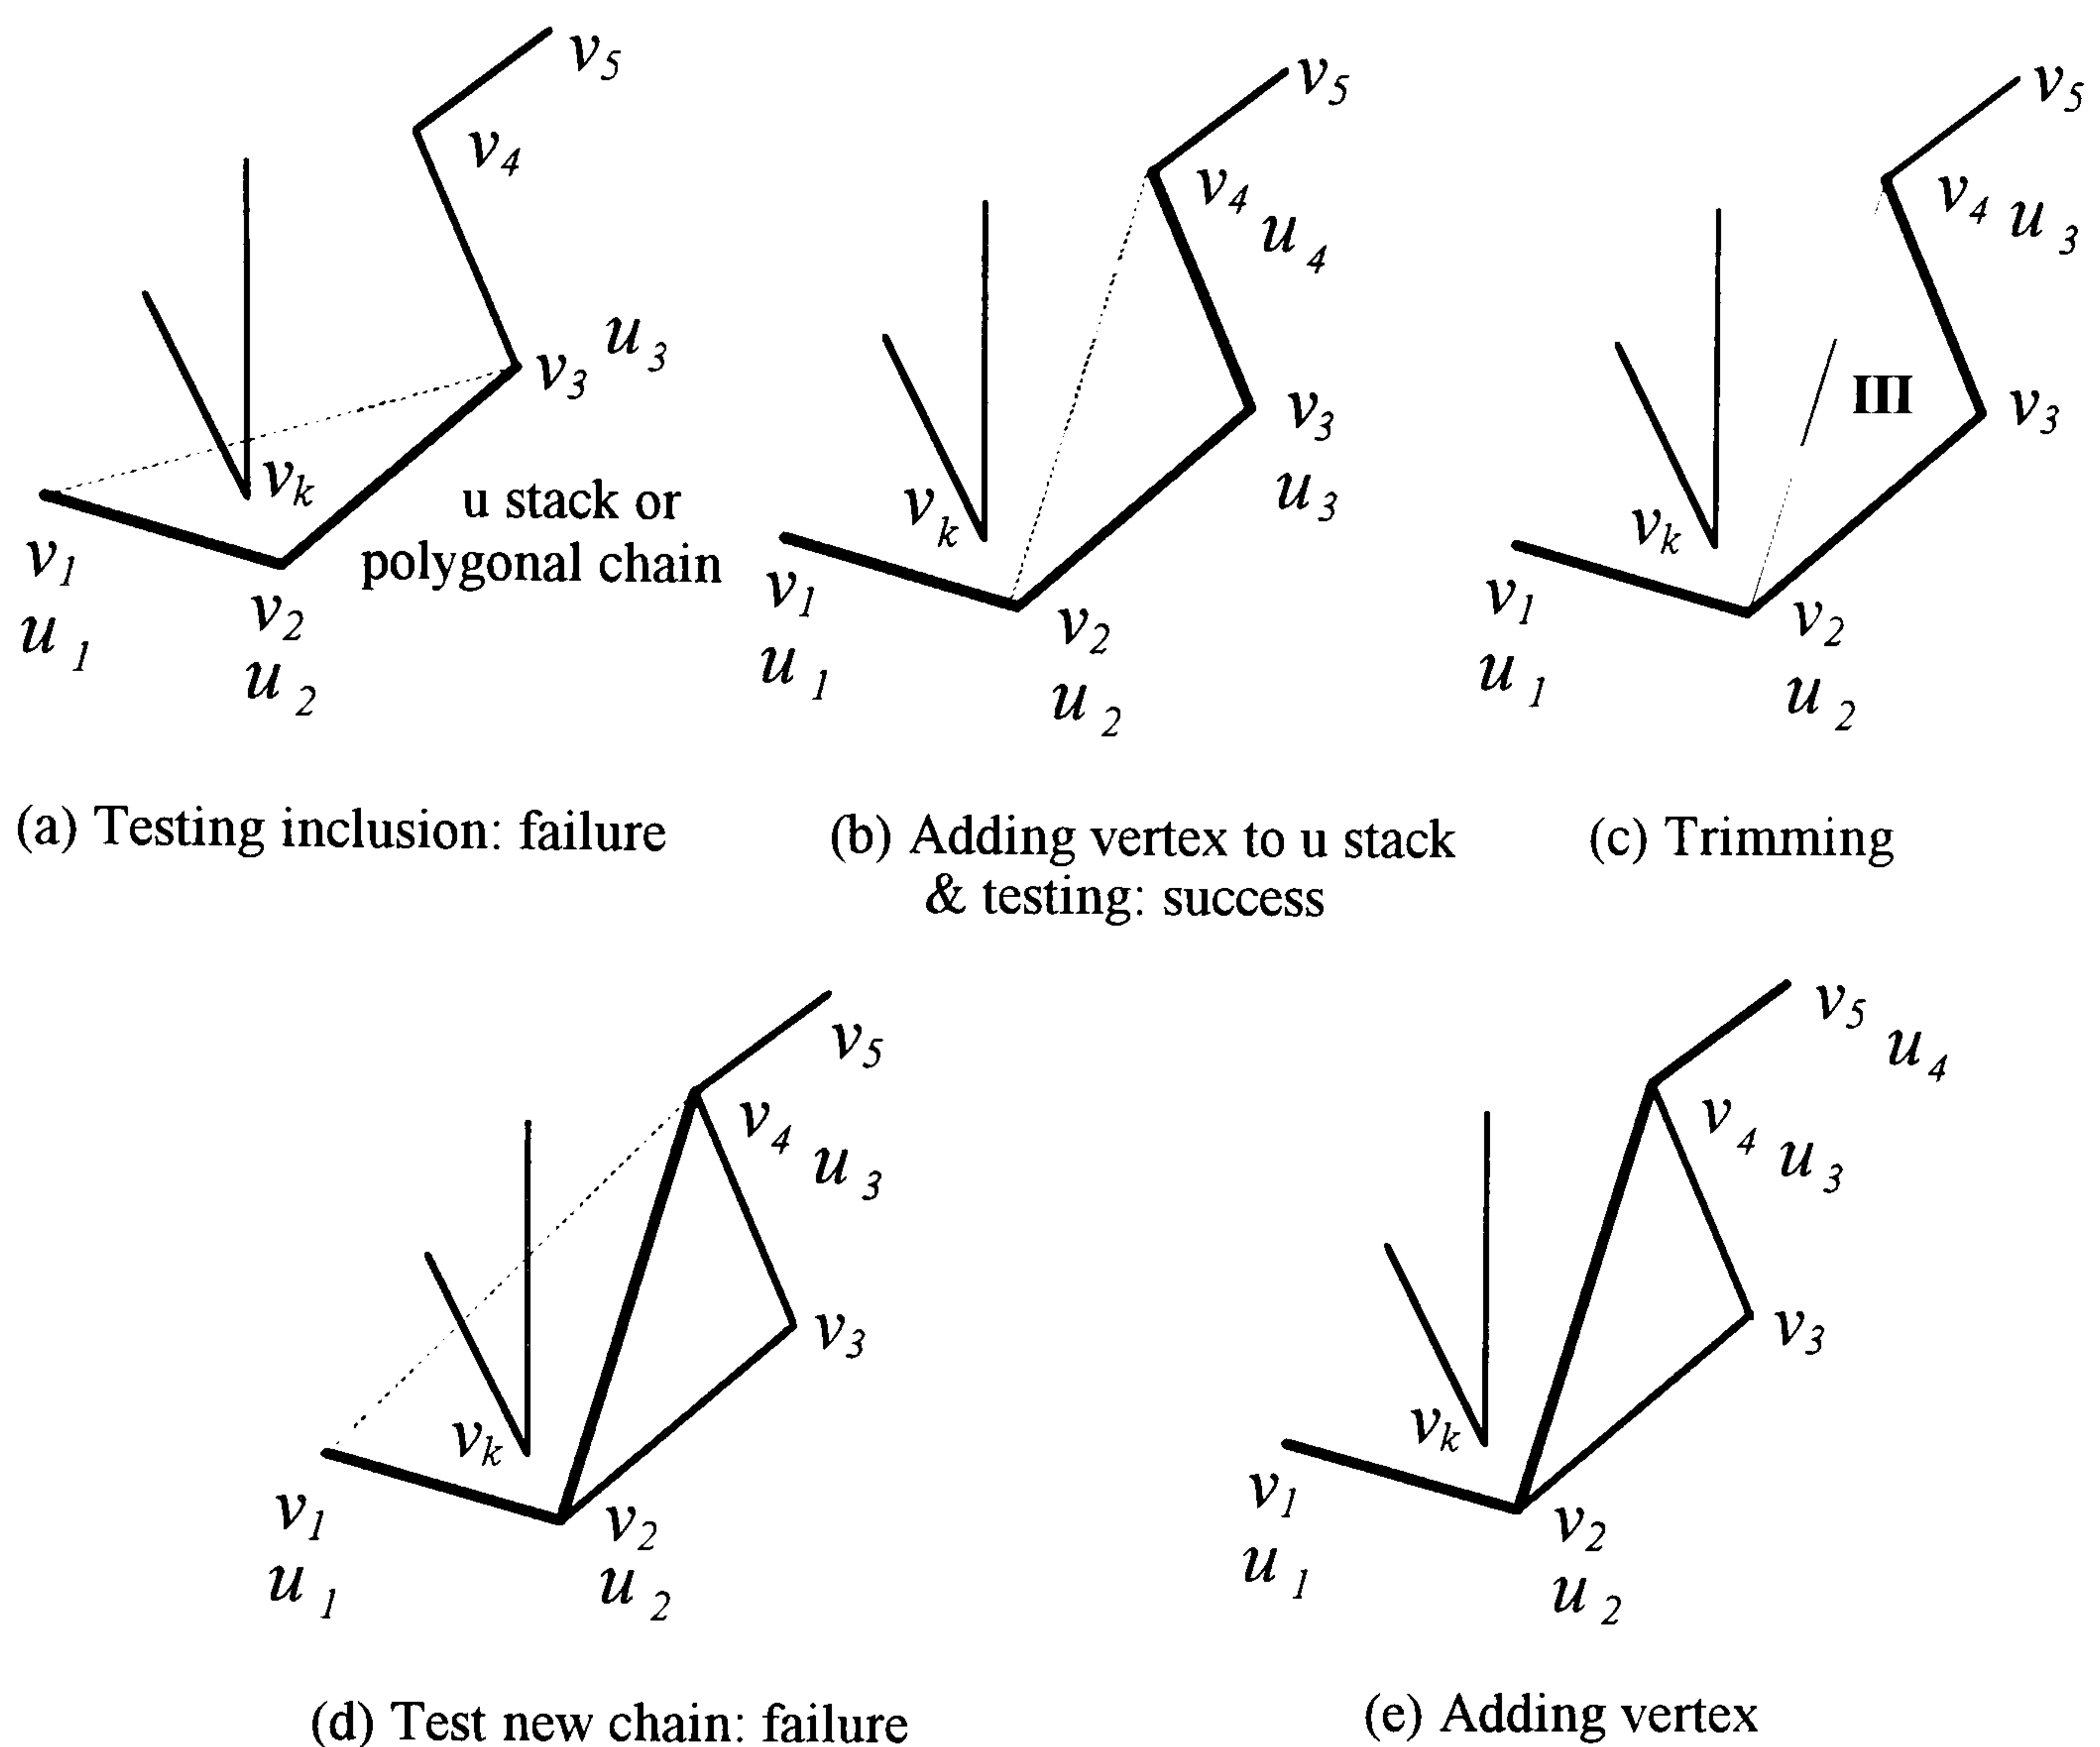 v5
v4
v3 u3
vk
u stack or
polygonal chain
v1
u1
v2
u2
(a) Testing inclusion: failure
v5
v4
u4
v3
u3
vk
v1
u1
v2
u2
(b) Adding vertex to u stack
& testing: success
v5
v4 u3
III
v3
vk
v1
u1
v2
u2
(c) Trimming
v5
v4 u3
v3
vk
v1
u1
v2
u2
(d) Test new chain: failure
v5 u4
v4 u3
v3
vk
v1
u1
v2
u2
(e) Adding vertex